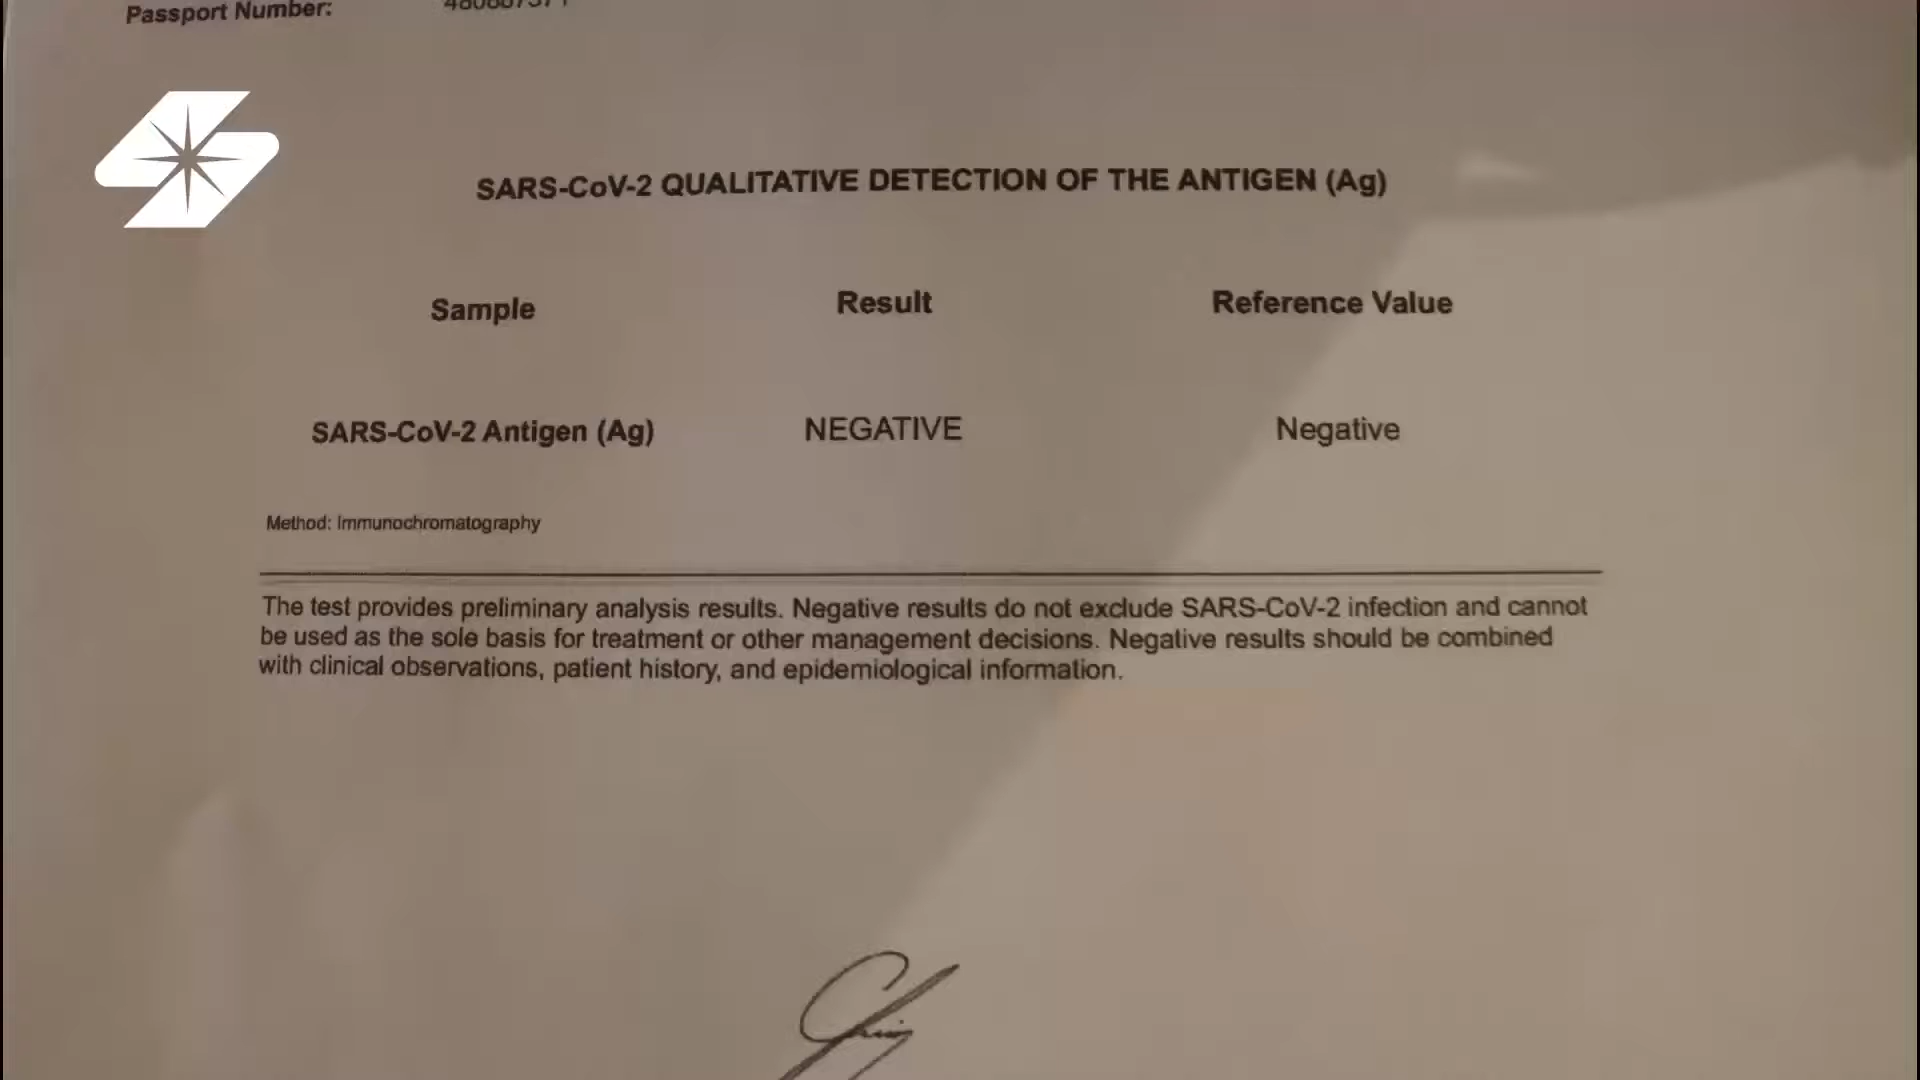 Passport Number:
SARS-CoV-2 QUALITATIVE DETECTION OF THE ANTIGEN (Ag)
Sample Result Reference Value
SARS-CoV-2 Antigen (Ag) NEGATIVE Negative
Method: Immunochromatography
The test provides preliminary analysis results. Negative results do not exclude SARS-CoV-2 infection and cannot
be used as the sole basis for treatment or other management decisions. Negative results should be combined
with clinical observations, patient history, and epidemiological information.